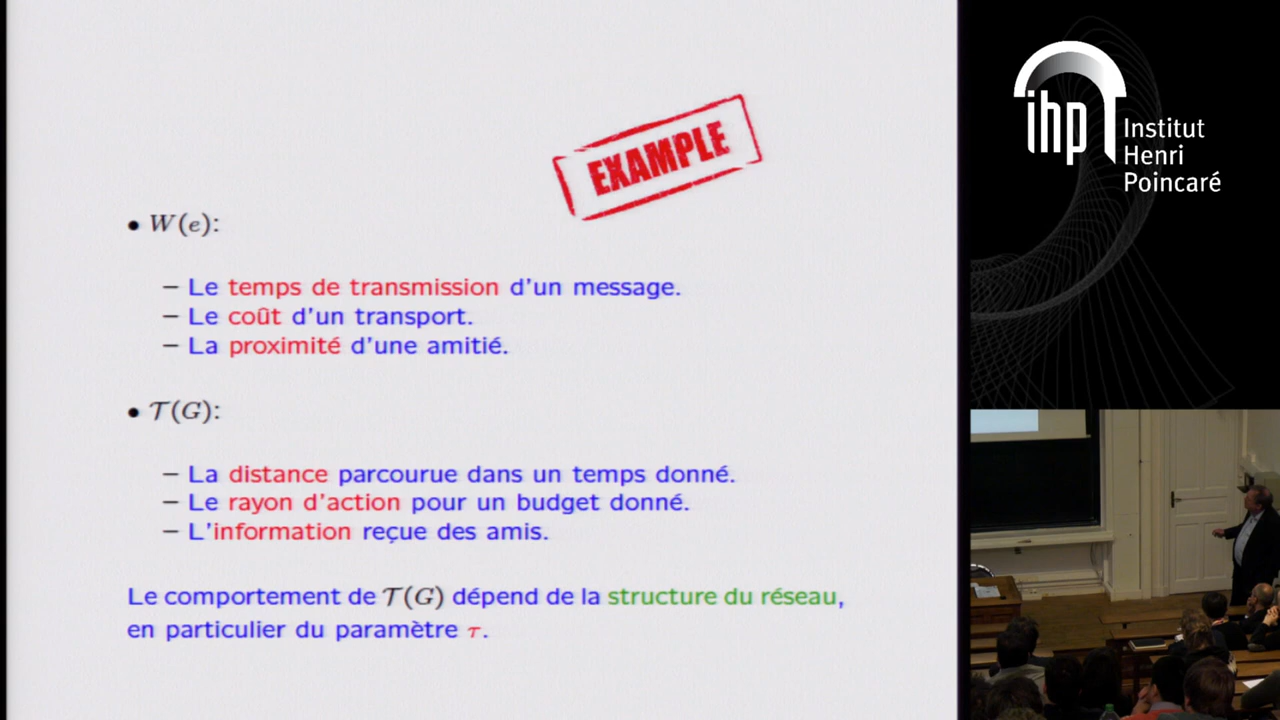 EXAMPLE
• W(e):
– Le temps de transmission d'un message.
– Le coût d'un transport.
– La proximité d'une amitié.
• T(G):
– La distance parcourue dans un temps donné.
– Le rayon d'action pour un budget donné.
– L'information reçue des amis.
Le comportement de T(G) dépend de la structure du réseau,
en particulier du paramètre τ.
ihp
Institut
Henri
Poincaré